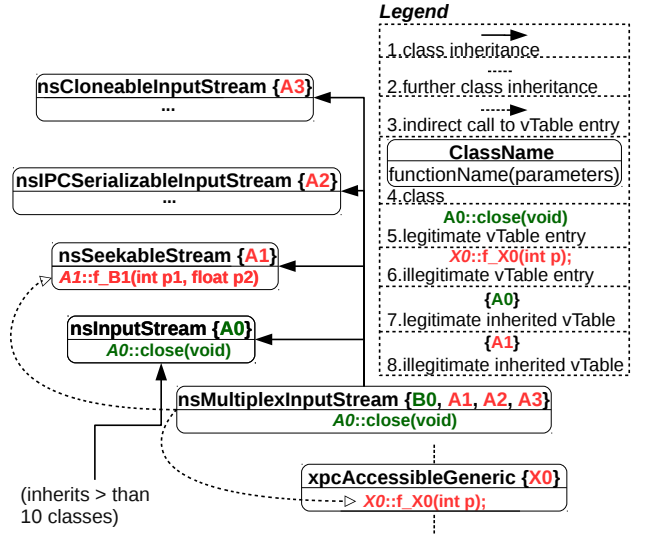 Legend
1.class inheritance
2.further class inheritance
3.indirect call to vTable entry
ClassName
functionName(parameters)
4.class
A0::close(void)
5.legitimate vTable entry
X0::f_X0(int p);
6.illegitimate vTable entry
{A0}
7.legitimate inherited vTable
{A1}
8.illegitimate inherited vTable
nsCloneableInputStream {A3}
...
nsIPCSerializableInputStream {A2}
...
nsSeekableStream {A1}
A1::f_B1(int p1, float p2)
nsInputStream {A0}
A0::close(void)
nsMultiplexInputStream {B0, A1, A2, A3}
A0::close(void)
xpcAccessibleGeneric {X0}
X0::f_X0(int p);
(inherits > than
10 classes)